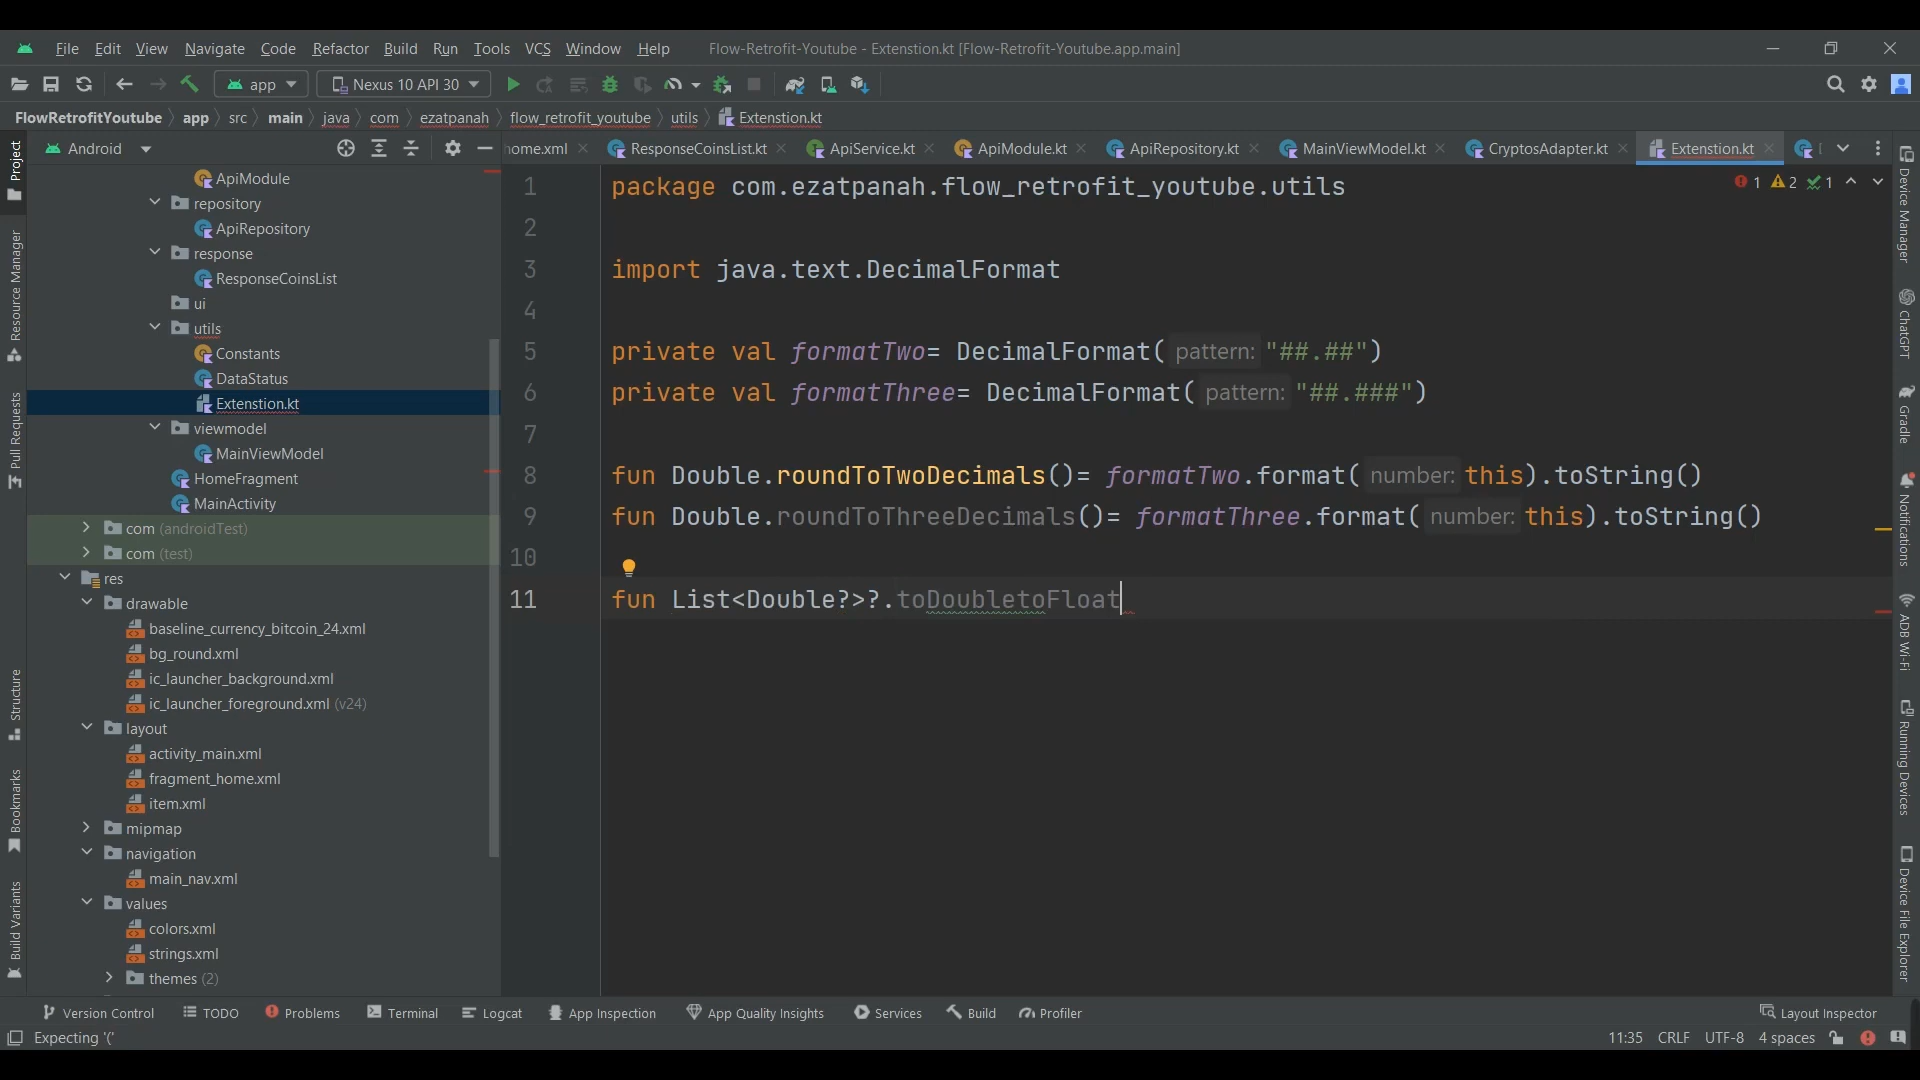 File Edit View Navigate Code Refactor Build Run Tools VCS Window Help Flow-Retrofit-Youtube - Extenstion.kt [Flow-Retrofit-Youtube.app.main]
app Nexus 10 API 30
FlowRetrofitYoutube app src main java com ezatpanah flow_retrofit_youtube utils Extenstion.kt
Android
home.xml ResponseCoinsList.kt ApiService.kt ApiModule.kt ApiRepository.kt MainViewModel.kt CryptosAdapter.kt Extenstion.kt
Project
Resource Manager
Pull Requests
Structure
Bookmarks
Build Variants
ApiModule
repository
ApiRepository
response
ResponseCoinsList
ui
utils
Constants
DataStatus
Extenstion.kt
viewmodel
MainViewModel
HomeFragment
MainActivity
com (androidTest)
com (test)
res
drawable
baseline_currency_bitcoin_24.xml
bg_round.xml
ic_launcher_background.xml
ic_launcher_foreground.xml (v24)
layout
activity_main.xml
fragment_home.xml
item.xml
mipmap
navigation
main_nav.xml
values
colors.xml
strings.xml
themes (2)
1 package com.ezatpanah.flow_retrofit_youtube.utils
1 2 1
2
3 import java.text.DecimalFormat
4
5 private val formatTwo= DecimalFormat( pattern: "##.##")
6 private val formatThree= DecimalFormat( pattern: "##.###")
7
8 fun Double.roundToTwoDecimals()= formatTwo.format( number: this).toString()
9 fun Double.roundToThreeDecimals()= formatThree.format( number: this).toString()
10
11 fun List<Double?>?.toDoubletoFloat
Device Manager
ChatGPT
Gradle
Notifications
ADB Wi-Fi
Running Devices
Device File Explorer
Version Control TODO Problems Terminal Logcat App Inspection App Quality Insights Services Build Profiler Layout Inspector
Expecting '(' 11:35 CRLF UTF-8 4 spaces